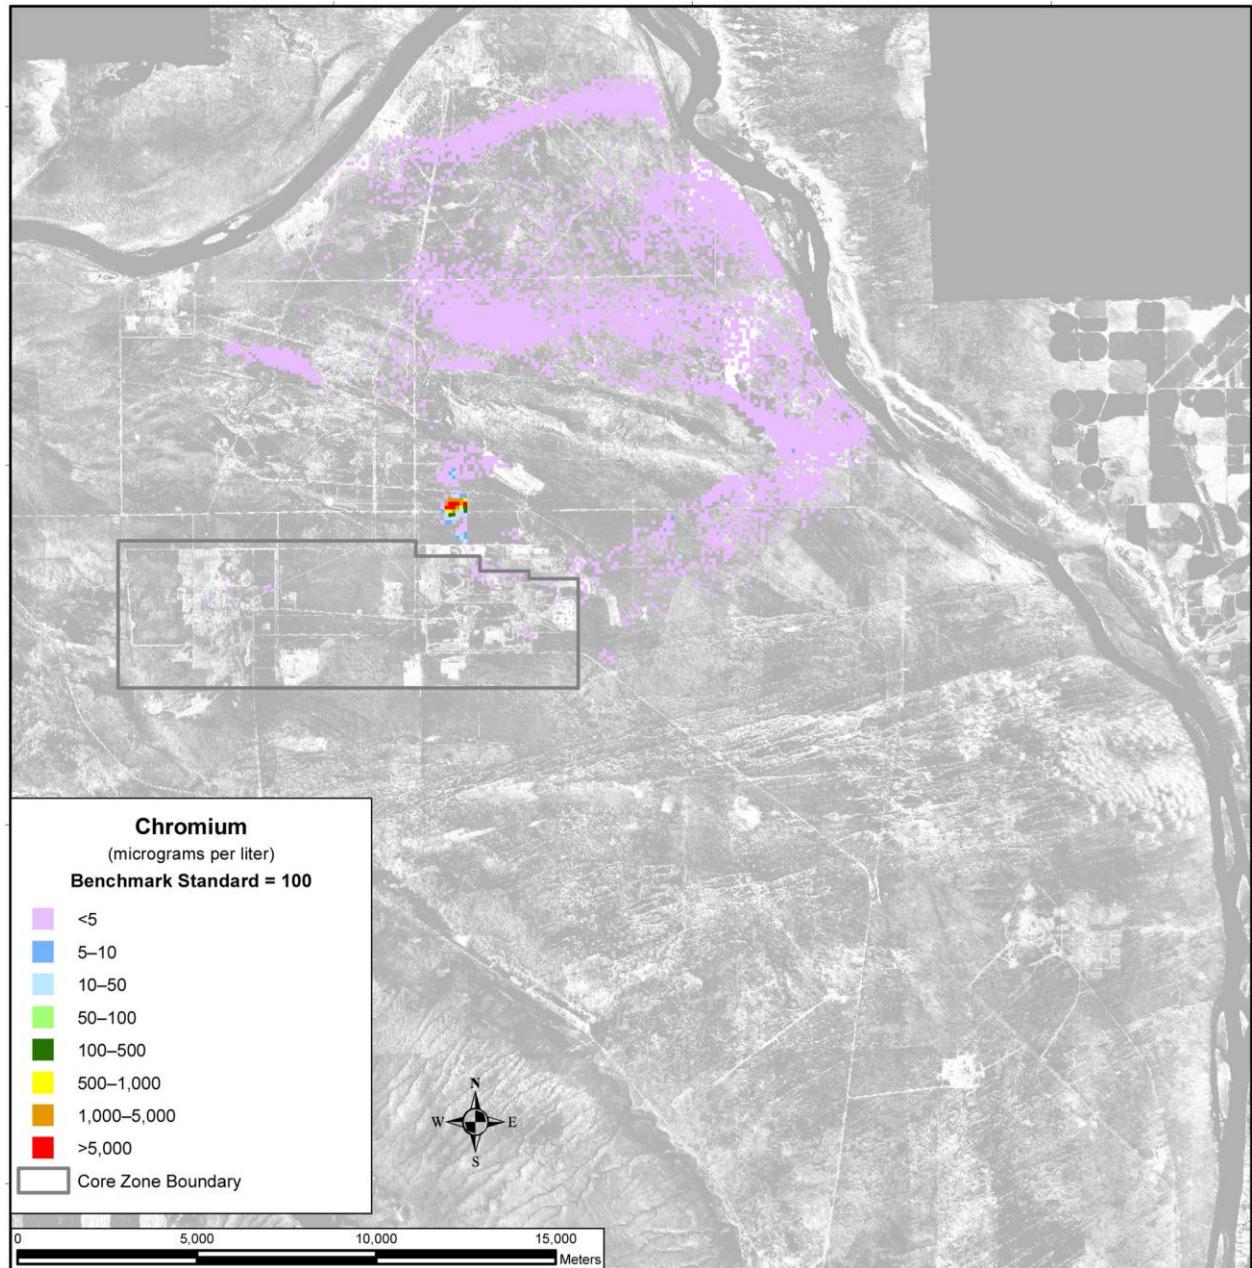 Chromium
(micrograms per liter)
Benchmark Standard = 100
<5
5–10
10–50
50–100
100–500
500–1,000
1,000–5,000
>5,000
Core Zone Boundary
N
W E
S
0 5,000 10,000 15,000
Meters